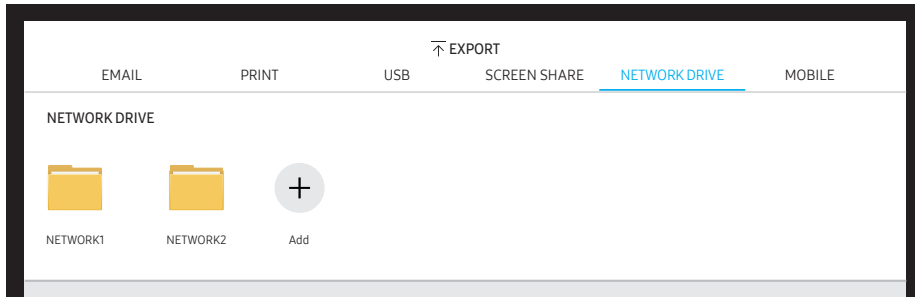 EXPORT
EMAIL PRINT USB SCREEN SHARE NETWORK DRIVE MOBILE
NETWORK DRIVE
NETWORK1 NETWORK2 Add